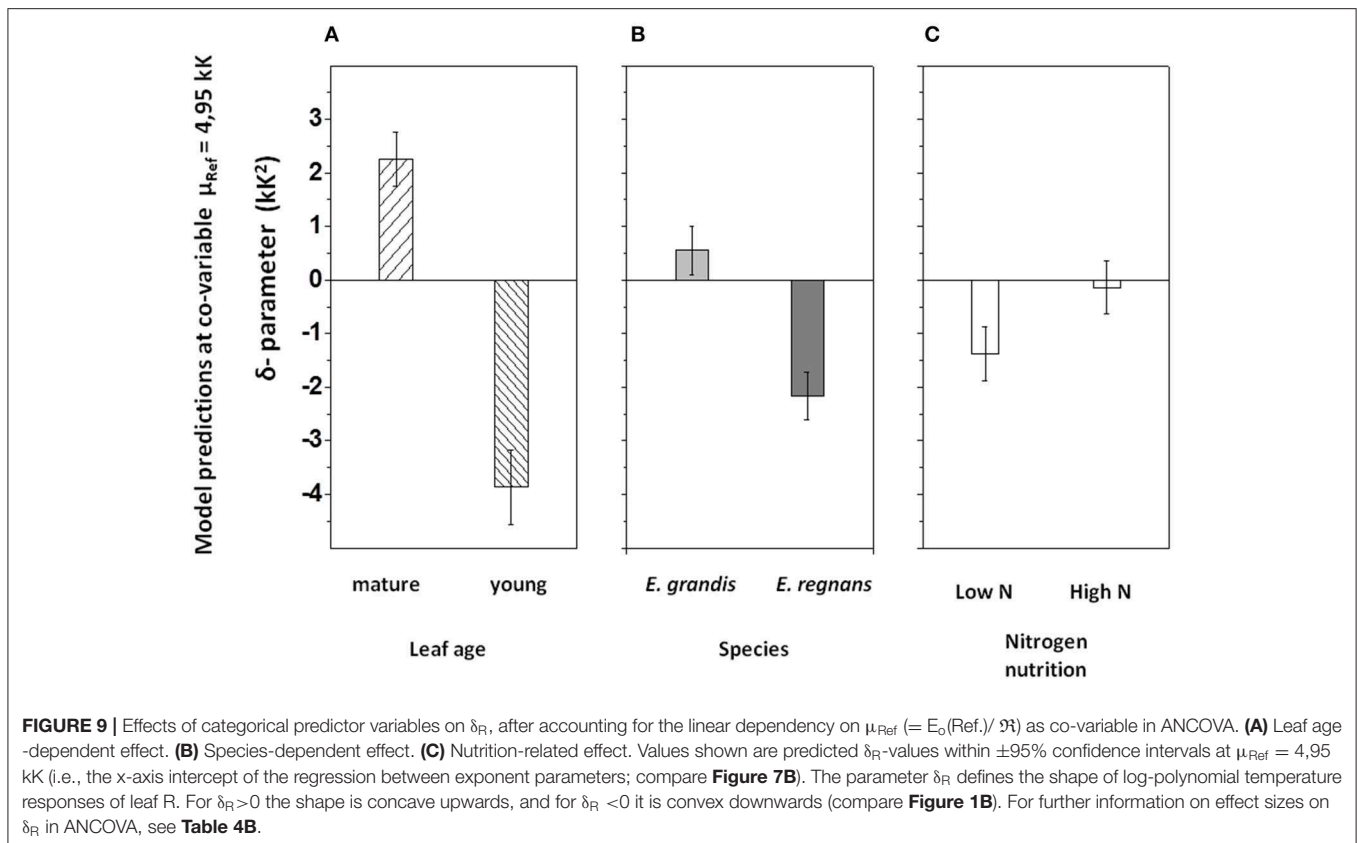 A
B
C
Model predictions at co-variable μRef = 4,95 kK
δ- parameter (kK²)
3
2
1
0
-1
-2
-3
-4
mature young
Leaf age
E. grandis E. regnans
Species
Low N High N
Nitrogen
nutrition
FIGURE 9 | Effects of categorical predictor variables on δR, after accounting for the linear dependency on μRef (= Eo(Ref.)/ ℜ) as co-variable in ANCOVA. (A) Leaf age
-dependent effect. (B) Species-dependent effect. (C) Nutrition-related effect. Values shown are predicted δR-values within ±95% confidence intervals at μRef = 4,95
kK (i.e., the x-axis intercept of the regression between exponent parameters; compare Figure 7B). The parameter δR defines the shape of log-polynomial temperature
responses of leaf R. For δR>0 the shape is concave upwards, and for δR <0 it is convex downwards (compare Figure 1B). For further information on effect sizes on
δR in ANCOVA, see Table 4B.